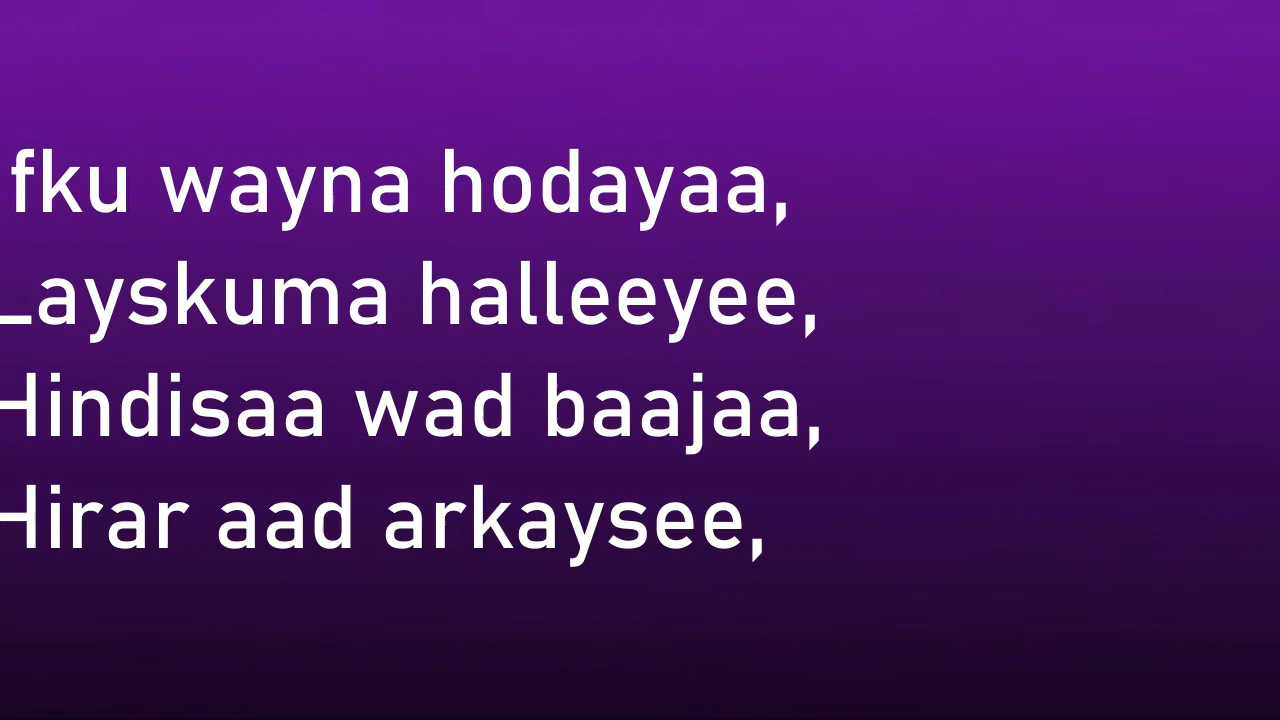 fku wayna hodayaa,
Layskuma halleeyee,
Hindisaa wad baajaa,
Hirar aad arkaysee,